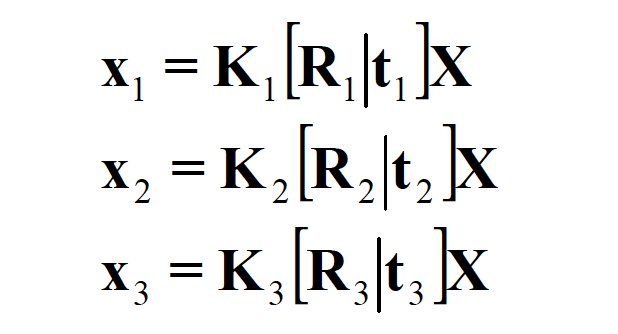 x₁ = K₁[R₁|t₁]X
x₂ = K₂[R₂|t₂]X
x₃ = K₃[R₃|t₃]X